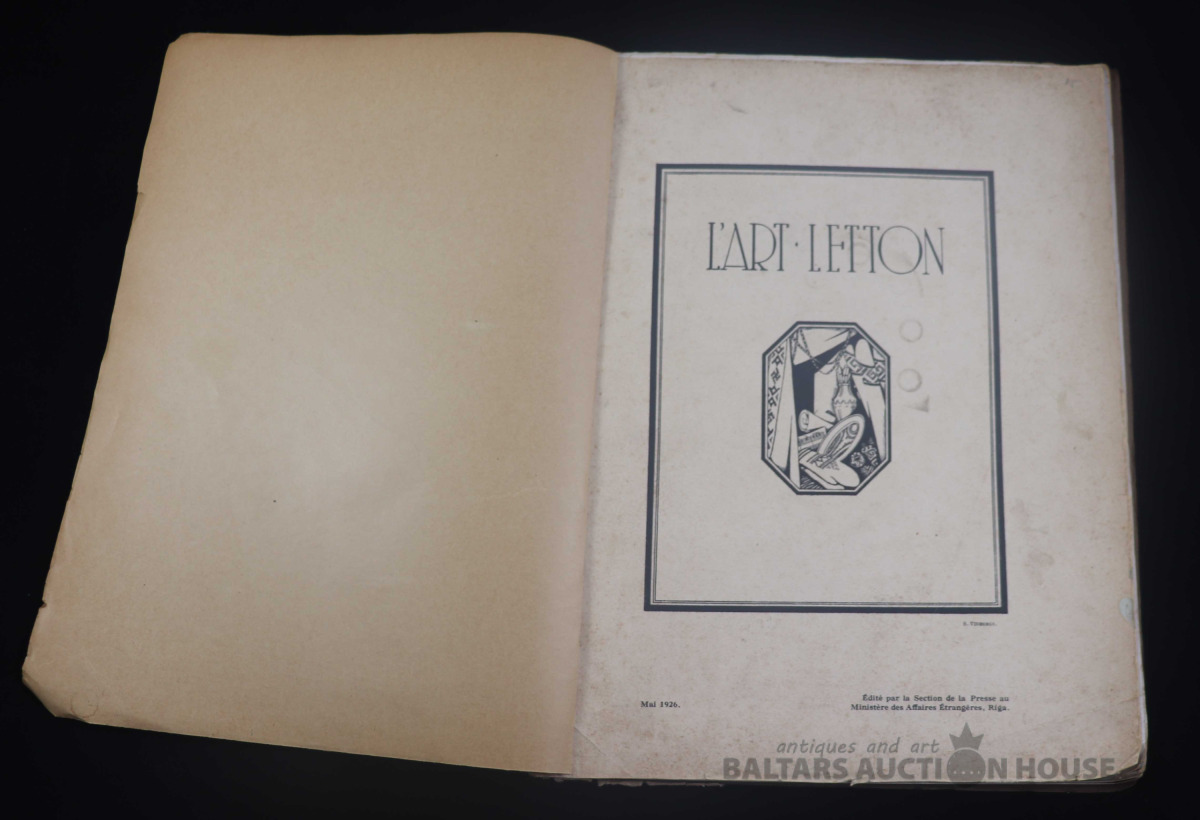 L'ART · LETTON
Mai 1926.
Édité par la Section de la Presse au
Ministère des Affaires Étrangères, Riga.
antiques and art
BALTARS AUCTION HOUSE